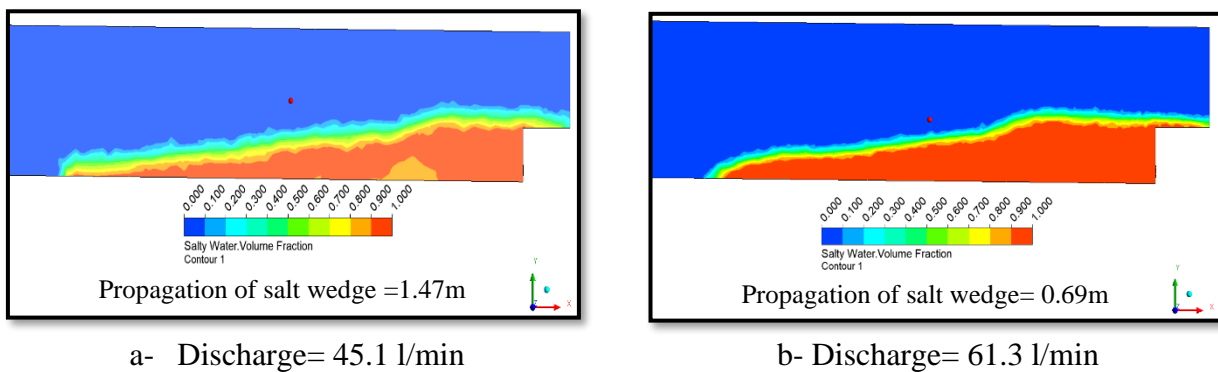 0.000
0.100
0.200
0.300
0.400
0.500
0.600
0.700
0.800
0.900
1.000
Salty Water.Volume Fraction
Contour 1
Propagation of salt wedge =1.47m
Y
X
Z
a- Discharge= 45.1 l/min
0.000
0.100
0.200
0.300
0.400
0.500
0.600
0.700
0.800
0.900
1.000
Salty Water.Volume Fraction
Contour 1
Propagation of salt wedge= 0.69m
Y
X
Z
b- Discharge= 61.3 l/min